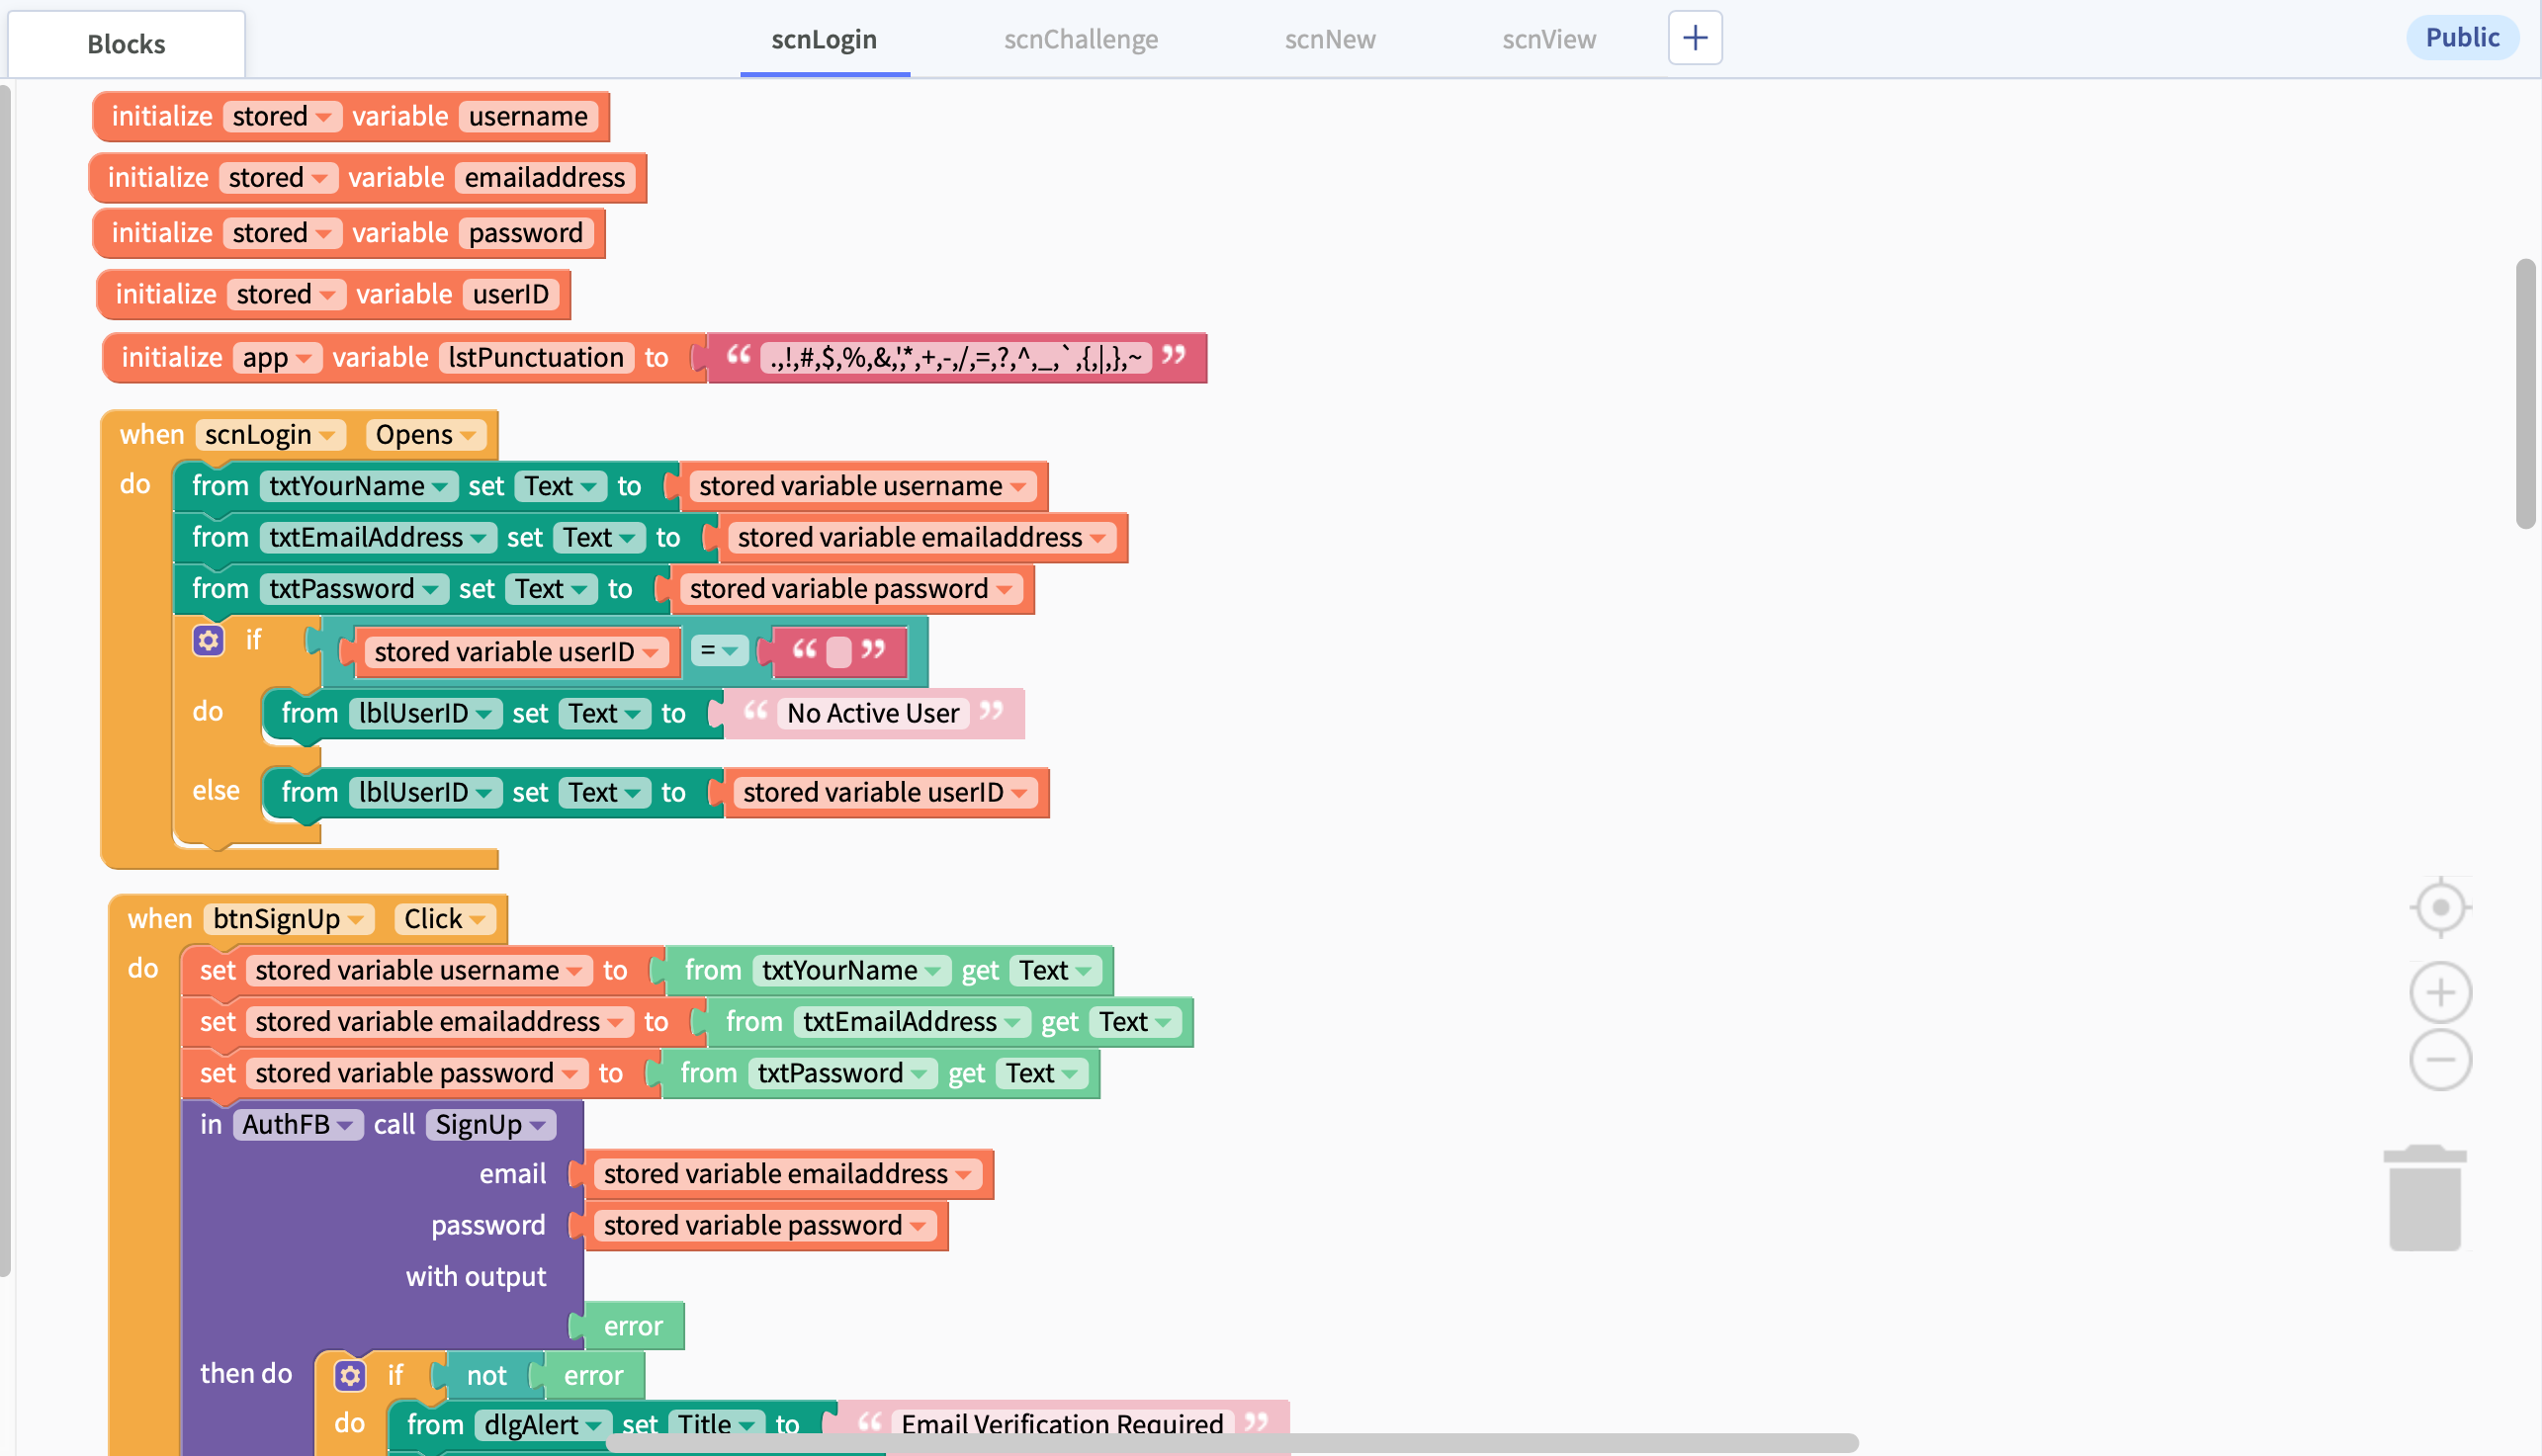 Blocks scnLogin scnChallenge scnNew scnView Public
initialize stored variable username
initialize stored variable emailaddress
initialize stored variable password
initialize stored variable userID
initialize app variable lstPunctuation to “ .,!,#,$,%,&,'*,+,-,/,=,?,^,_,`,{,|,},~ ”
when scnLogin Opens
do from txtYourName set Text to stored variable username
from txtEmailAddress set Text to stored variable emailaddress
from txtPassword set Text to stored variable password
if stored variable userID = “ ”
do from lblUserID set Text to “ No Active User ”
else from lblUserID set Text to stored variable userID
when btnSignUp Click
do set stored variable username to from txtYourName get Text
set stored variable emailaddress to from txtEmailAddress get Text
set stored variable password to from txtPassword get Text
in AuthFB call SignUp
email stored variable emailaddress
password stored variable password
with output
error
then do if not error
do from dlgAlert set Title to “ Email Verification Required ”